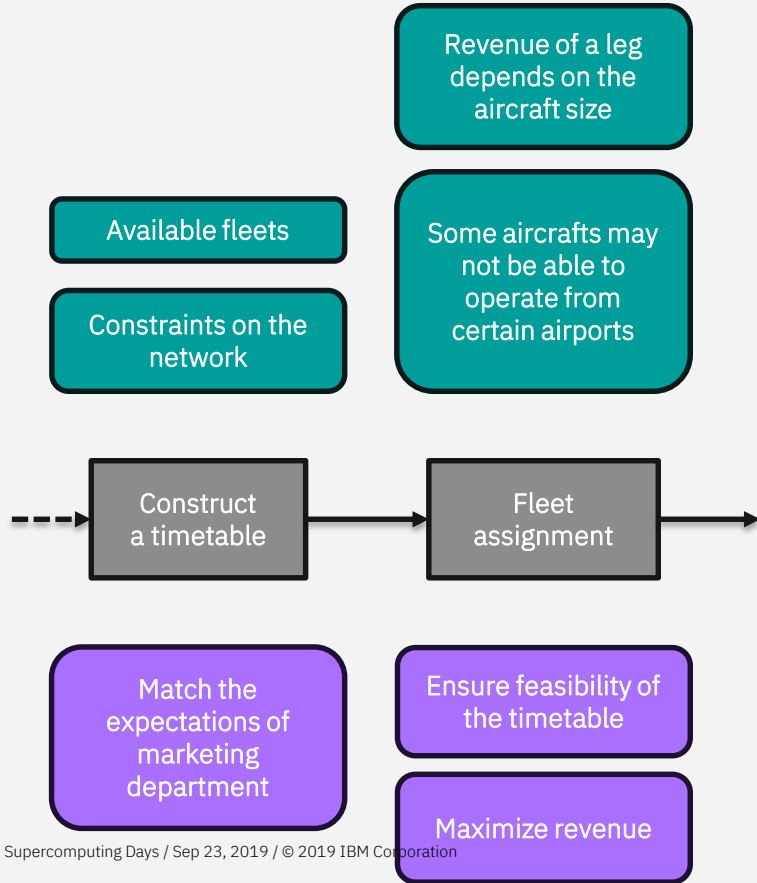 Revenue of a leg
depends on the
aircraft size
Available fleets
Some aircrafts may
not be able to
operate from
certain airports
Constraints on the
network
Construct
a timetable
Fleet
assignment
Match the
expectations of
marketing
department
Ensure feasibility of
the timetable
Maximize revenue
Supercomputing Days / Sep 23, 2019 / © 2019 IBM Corporation